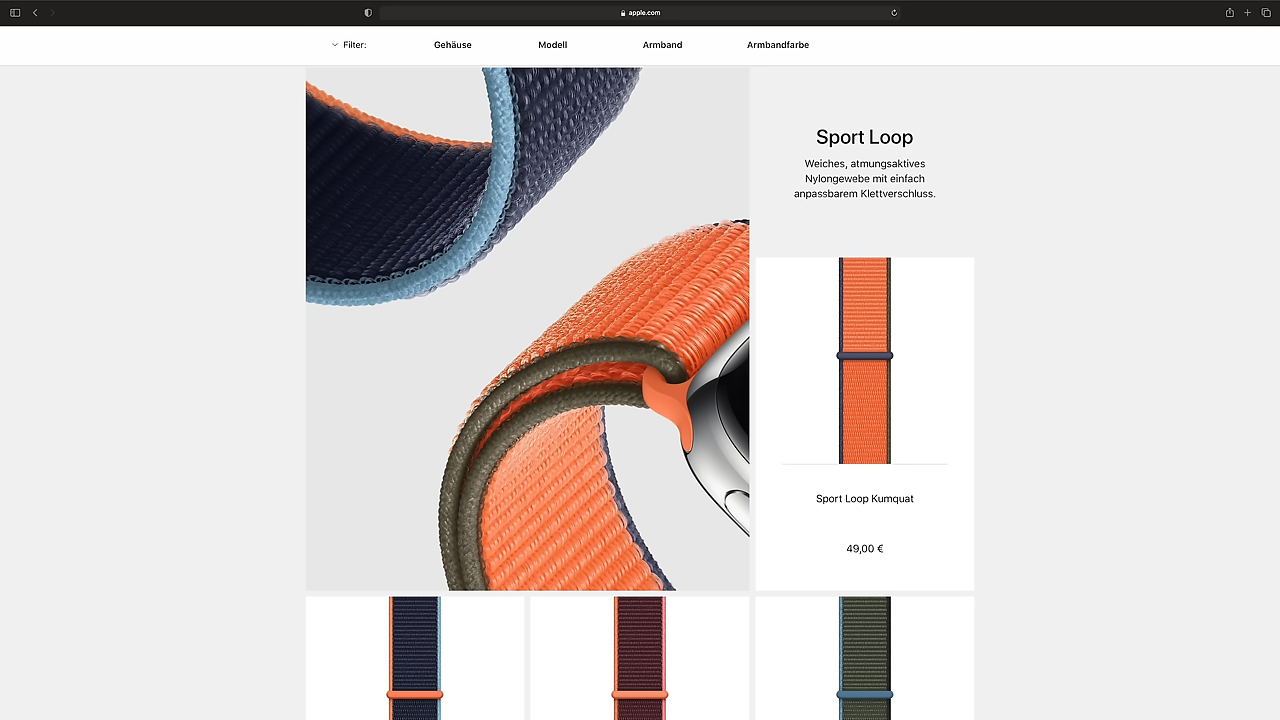 apple.com
Filter:
Gehäuse
Modell
Armband
Armbandfarbe
Sport Loop
Weiches, atmungsaktives
Nylongewebe mit einfach
anpassbarem Klettverschluss.
Sport Loop Kumquat
49,00 €